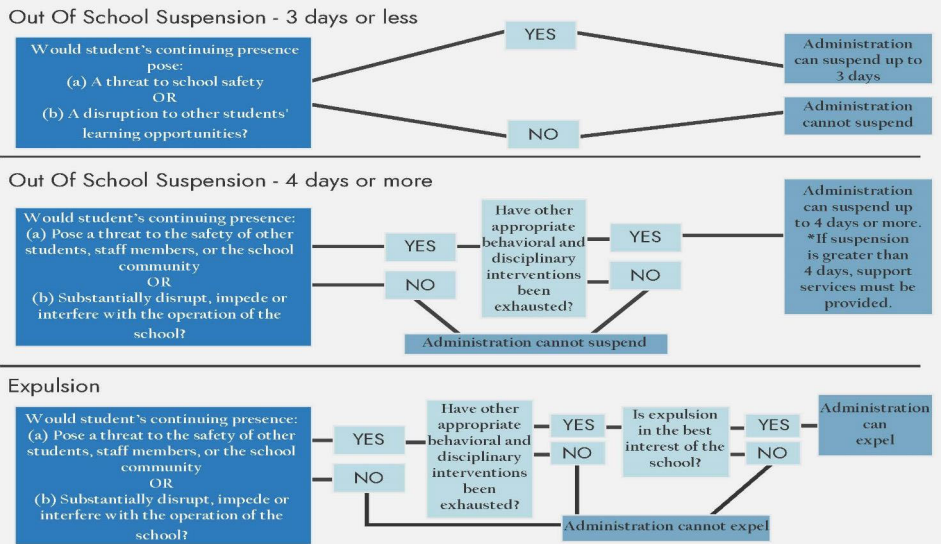 Out Of School Suspension - 3 days or less
Would student's continuing presence
pose:
(a) A threat to school safety
OR
(b) A disruption to other students'
learning opportunities?
YES
NO
Administration
can suspend up to
3 days
Administration
cannot suspend
Out Of School Suspension - 4 days or more
Would student's continuing presence:
(a) Pose a threat to the safety of other
students, staff members, or the school
community
OR
(b) Substantially disrupt, impede or
interfere with the operation of the
school?
YES
NO
Have other
appropriate
behavioral and
disciplinary
interventions
been
exhausted?
YES
NO
Administration
can suspend up
to 4 days or more.
*If suspension
is greater than
4 days, support
services must be
provided.
Administration cannot suspend
Expulsion
Would student's continuing presence:
(a) Pose a threat to the safety of other
students, staff members, or the school
community
OR
(b) Substantially disrupt, impede or
interfere with the operation of the
school?
YES
NO
Have other
appropriate
behavioral and
disciplinary
interventions
been
exhausted?
YES
NO
Is expulsion
in the best
interest of the
school?
YES
NO
Administration
can
expel
Administration cannot expel